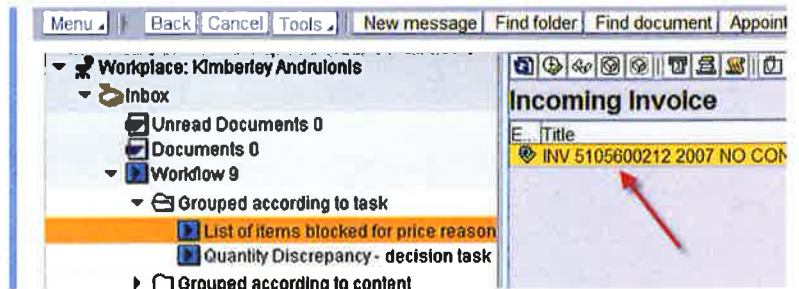 Menu Back Cancel Tools New message Find folder Find document Appoint
Workplace: Kimberley Andrulonis
Inbox
Unread Documents 0
Documents 0
Workflow 9
Grouped according to task
List of items blocked for price reason
Quantity Discrepancy - decision task
Grouped according to content
Incoming Invoice
E... Title
INV 5105600212 2007 NO CON